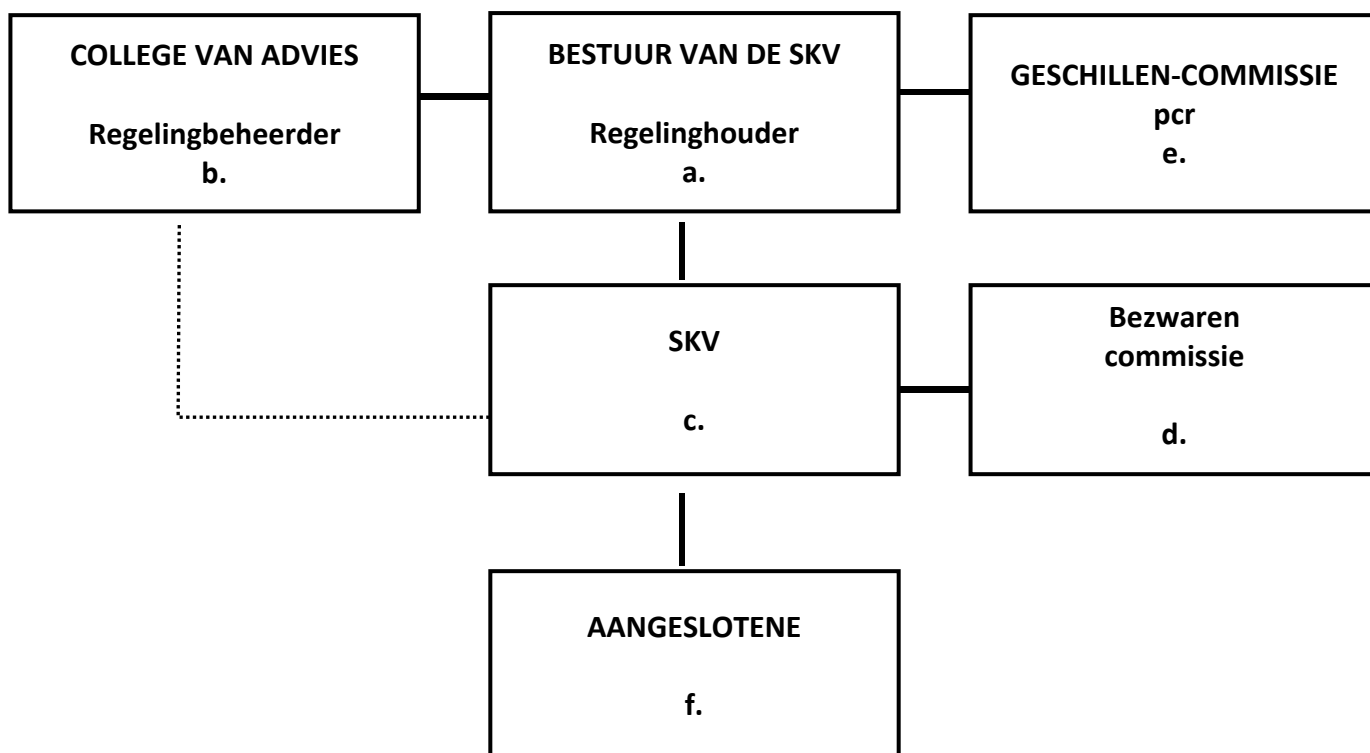 COLLEGE VAN ADVIES
Regelingbeheerder
b.
BESTUUR VAN DE SKV
Regelinghouder
a.
GESCHILLEN-COMMISSIE
pcr
e.
SKV
c.
Bezwaren
commissie
d.
AANGESLOTENE
f.